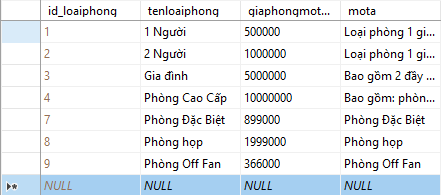 id_loaiphong tenloaiphong giaphongmot... mota
1 1 Người 500000 Loại phòng 1 gi...
2 2 Người 1000000 Loại phòng 1 gi...
3 Gia đình 5000000 Bao gồm 2 đầy ...
4 Phòng Cao Cấp 10000000 Bao gồm: phòn...
7 Phòng Đặc Biệt 899000 Phòng Đặc Biệt
8 Phòng họp 1999000 Phòng họp
9 Phòng Off Fan 366000 Phòng Off Fan
NULL NULL NULL NULL